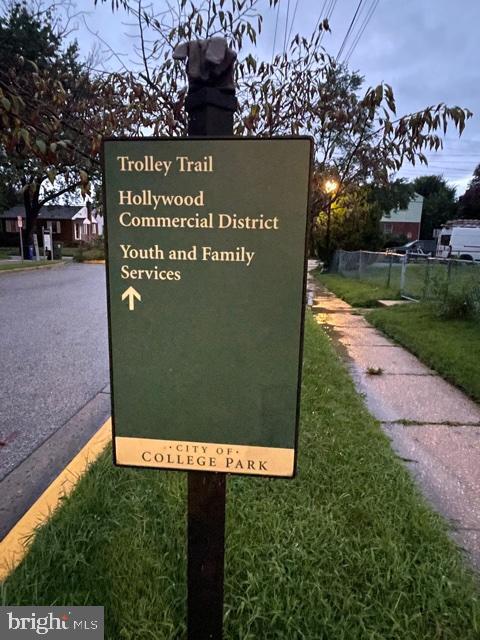 Trolley Trail
Hollywood
Commercial District
Youth and Family
Services
· CITY OF ·
COLLEGE PARK
bright MLS